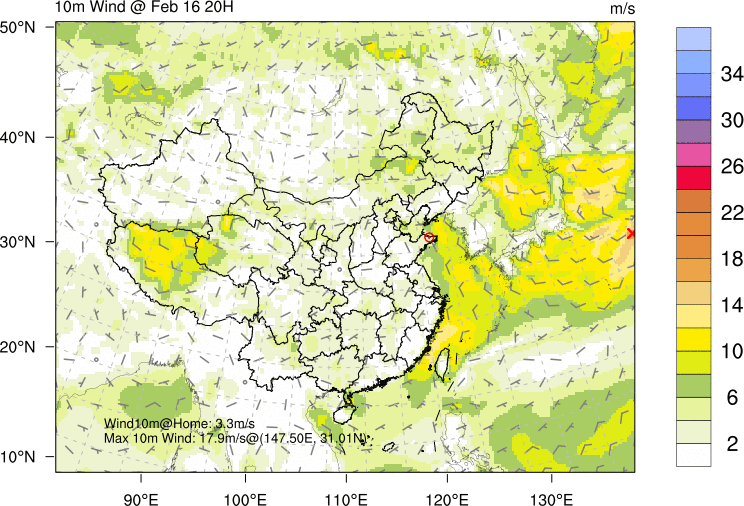 10m Wind @ Feb 16 20H
m/s
50°N
40°N
30°N
20°N
10°N
90°E
100°E
110°E
120°E
130°E
Wind10m@Home: 3.3m/s
Max 10m Wind: 17.9m/s@(147.50E, 31.01N)
34
30
26
22
18
14
10
6
2